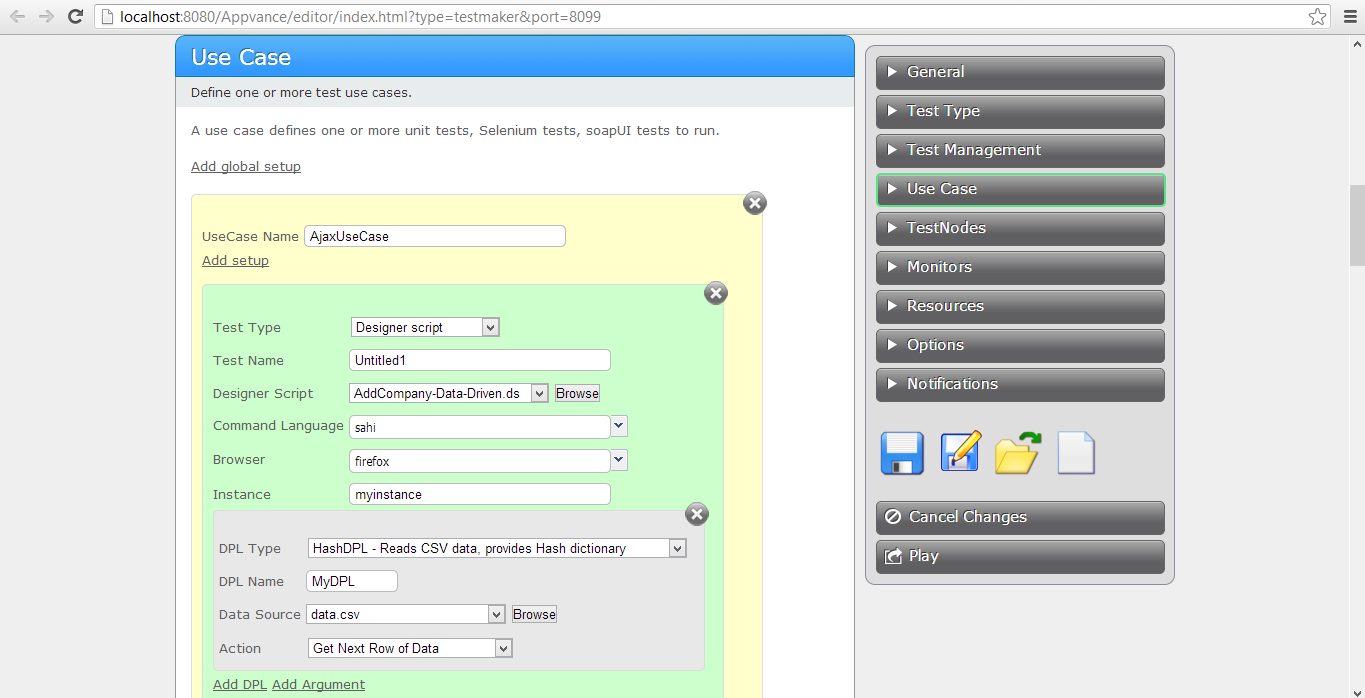 localhost:8080/Appvance/editor/index.html?type=testmaker&port=8099
Use Case
Define one or more test use cases.
A use case defines one or more unit tests, Selenium tests, soapUI tests to run.
Add global setup
UseCase Name AjaxUseCase
Add setup
Test Type Designer script
Test Name Untitled1
Designer Script AddCompany-Data-Driven.ds Browse
Command Language sahi
Browser firefox
Instance myinstance
DPL Type HashDPL - Reads CSV data, provides Hash dictionary
DPL Name MyDPL
Data Source data.csv Browse
Action Get Next Row of Data
Add DPL Add Argument
General
Test Type
Test Management
Use Case
TestNodes
Monitors
Resources
Options
Notifications
Cancel Changes
Play